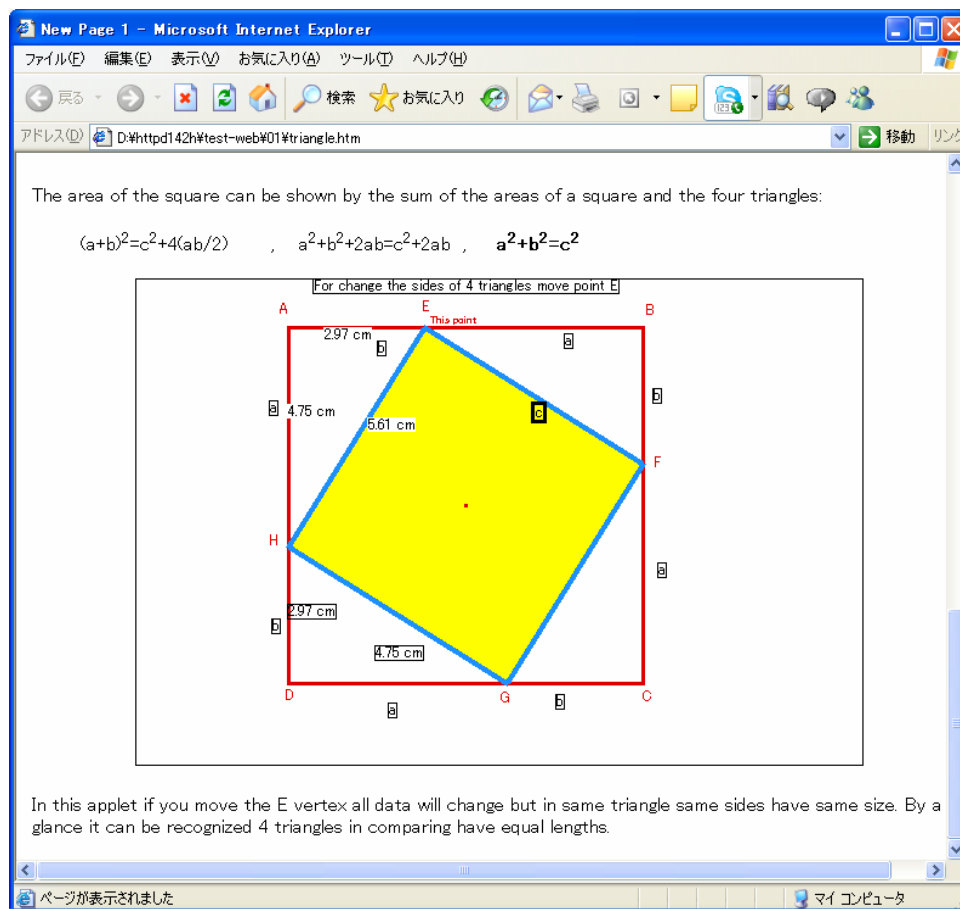 New Page 1 - Microsoft Internet Explorer
ファイル(F) 編集(E) 表示(V) お気に入り(A) ツール(T) ヘルプ(H)
戻る 検索 お気に入り
アドレス(D) D:¥httpd142h¥test-web¥01¥triangle.htm 移動 リンク
The area of the square can be shown by the sum of the areas of a square and the four triangles:
(a+b)²=c²+4(ab/2) , a²+b²+2ab=c²+2ab , a²+b²=c²
For change the sides of 4 triangles move point E
A E B
This point
2.97 cm
b a
b
a 4.75 cm c
5.61 cm
F
H
a
2.97 cm
b
4.75 cm
D G C
a b
In this applet if you move the E vertex all data will change but in same triangle same sides have same size. By a
glance it can be recognized 4 triangles in comparing have equal lengths.
ページが表示されました マイ コンピュータ